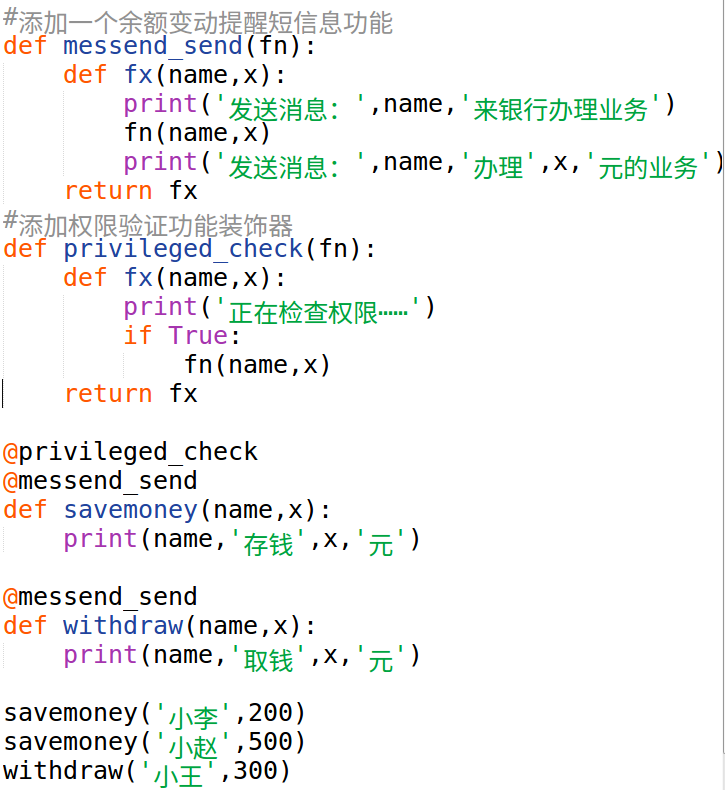 #添加一个余额变动提醒短信息功能
def messend_send(fn):
    def fx(name,x):
        print('发送消息：',name,'来银行办理业务')
        fn(name,x)
        print('发送消息：',name,'办理',x,'元的业务')
    return fx
#添加权限验证功能装饰器
def privileged_check(fn):
    def fx(name,x):
        print('正在检查权限……')
        if True:
            fn(name,x)
    return fx

@privileged_check
@messend_send
def savemoney(name,x):
    print(name,'存钱',x,'元')

@messend_send
def withdraw(name,x):
    print(name,'取钱',x,'元')

savemoney('小李',200)
savemoney('小赵',500)
withdraw('小王',300)